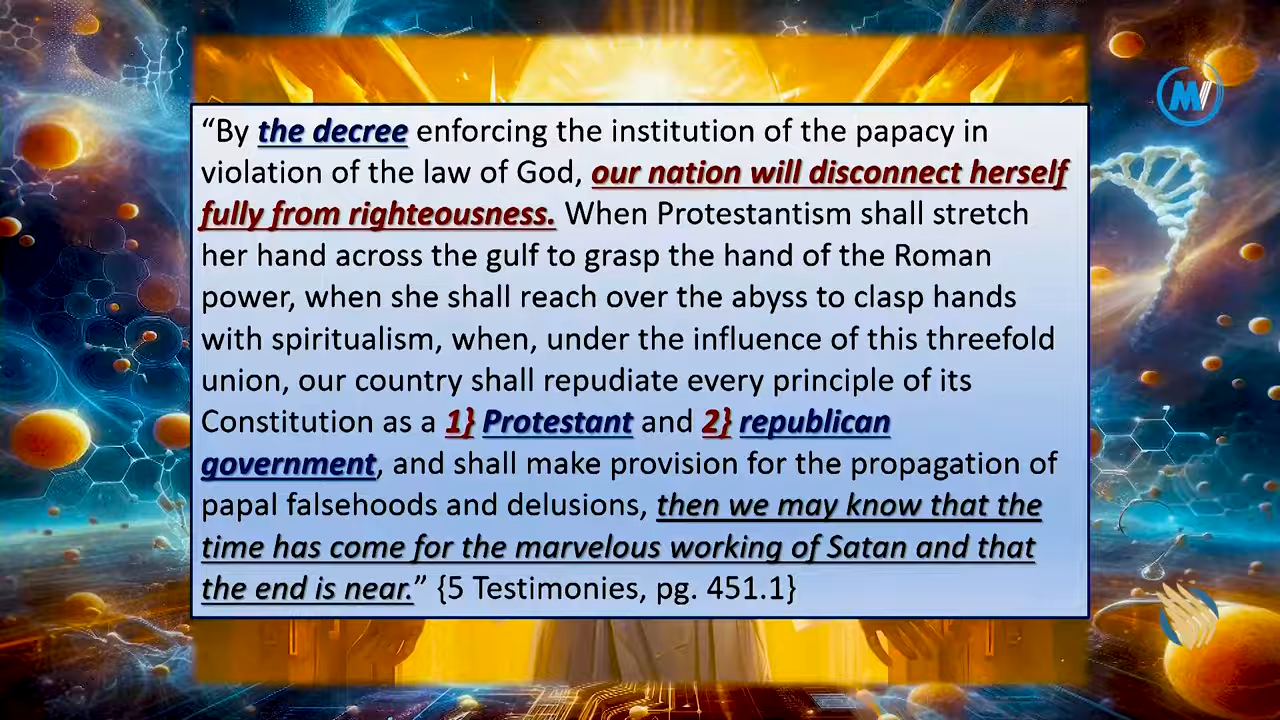 “By the decree enforcing the institution of the papacy in
violation of the law of God, our nation will disconnect herself
fully from righteousness. When Protestantism shall stretch
her hand across the gulf to grasp the hand of the Roman
power, when she shall reach over the abyss to clasp hands
with spiritualism, when, under the influence of this threefold
union, our country shall repudiate every principle of its
Constitution as a 1} Protestant and 2} republican
government, and shall make provision for the propagation of
papal falsehoods and delusions, then we may know that the
time has come for the marvelous working of Satan and that
the end is near.” {5 Testimonies, pg. 451.1}
MV